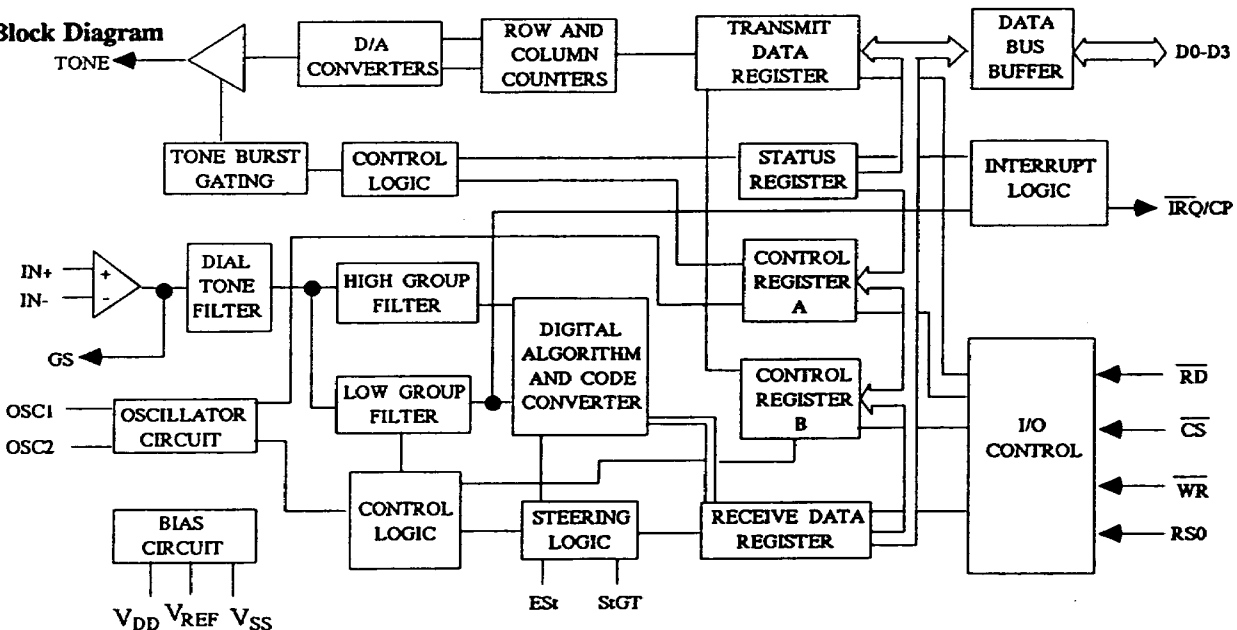 Block Diagram
TONE
D/A
CONVERTERS
ROW AND
COLUMN
COUNTERS
TRANSMIT
DATA
REGISTER
DATA
BUS
BUFFER
D0-D3
TONE BURST
GATING
CONTROL
LOGIC
STATUS
REGISTER
INTERRUPT
LOGIC
IRQ/CP
IN+
IN-
+
-
GS
DIAL
TONE
FILTER
HIGH GROUP
FILTER
LOW GROUP
FILTER
DIGITAL
ALGORITHM
AND CODE
CONVERTER
CONTROL
REGISTER
A
CONTROL
REGISTER
B
I/O
CONTROL
RD
CS
WR
RS0
OSC1
OSC2
OSCILLATOR
CIRCUIT
BIAS
CIRCUIT
VDD VREF VSS
CONTROL
LOGIC
STEERING
LOGIC
RECEIVE DATA
REGISTER
ESt StGT